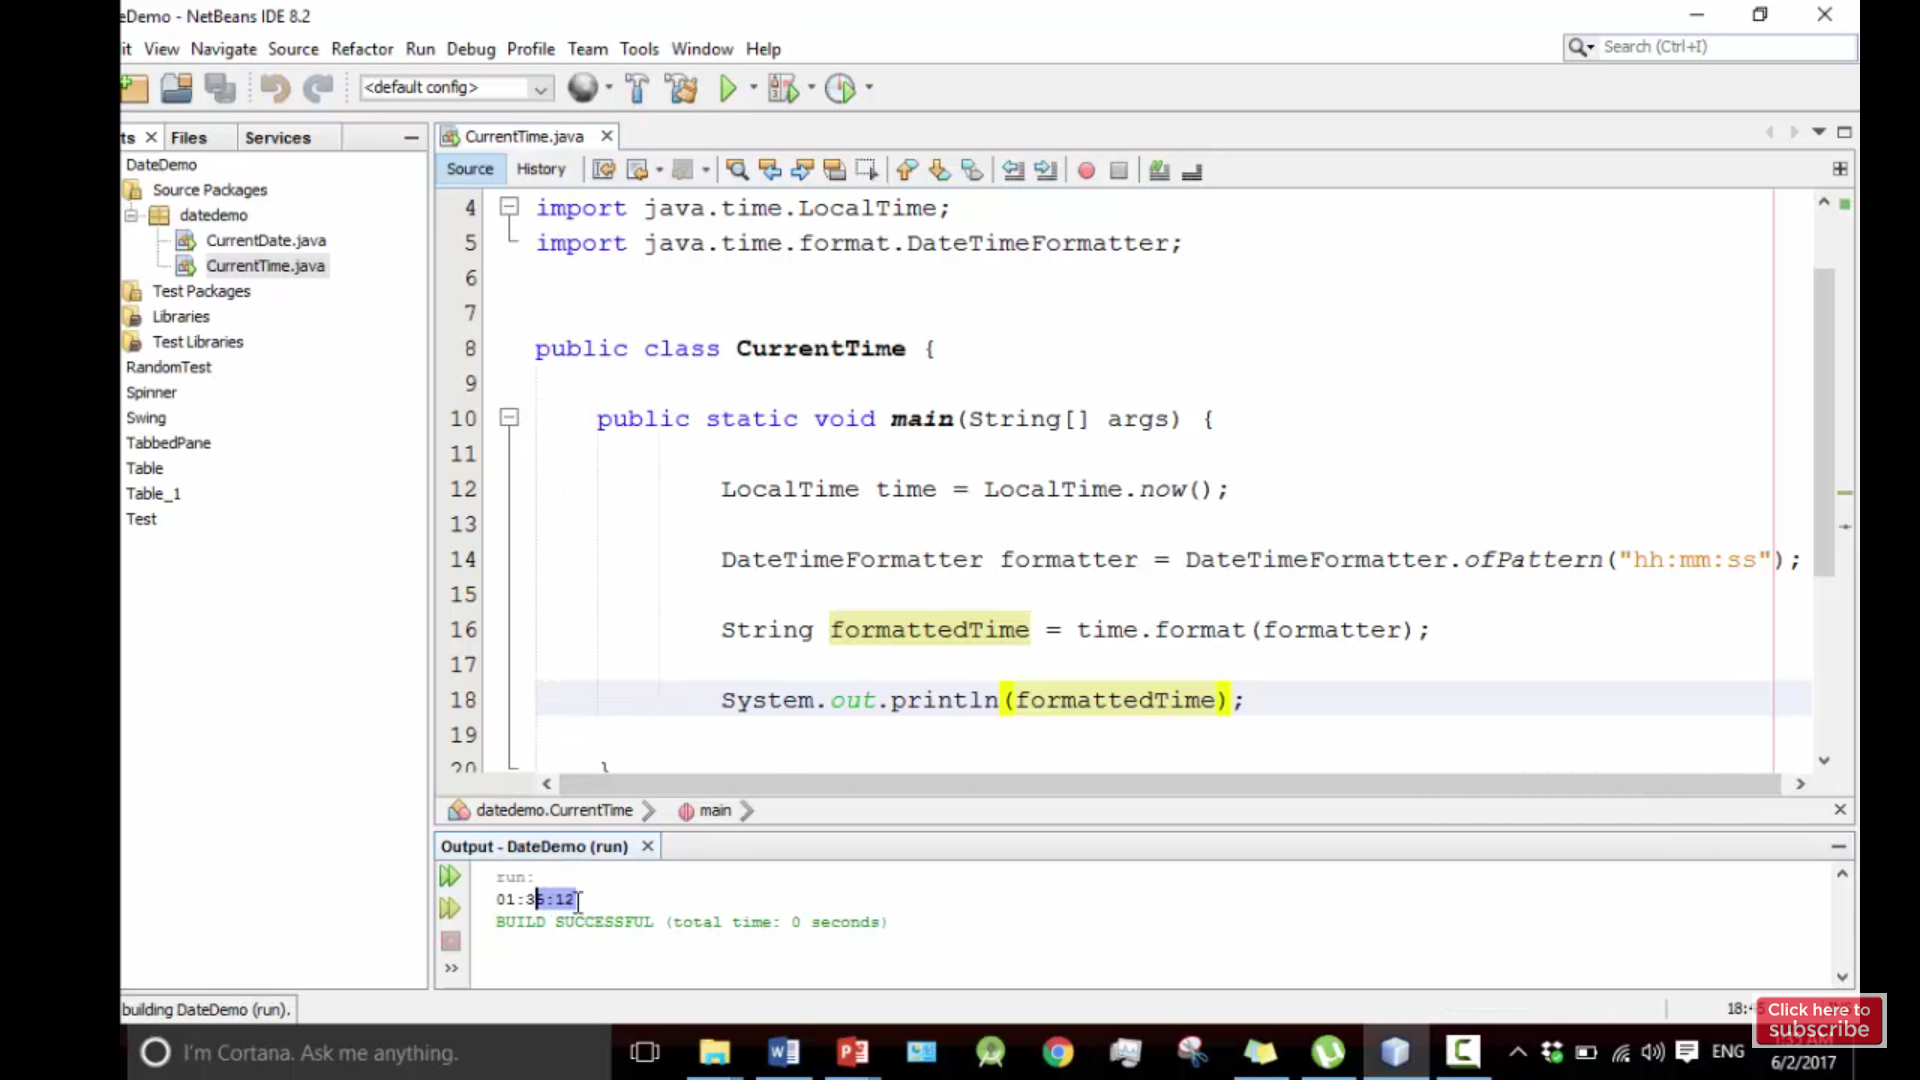 eDemo - NetBeans IDE 8.2
it View Navigate Source Refactor Run Debug Profile Team Tools Window Help
Search (Ctrl+I)
<default config>
ts Files Services
CurrentTime.java
Source History
DateDemo
Source Packages
datedemo
CurrentDate.java
CurrentTime.java
Test Packages
Libraries
Test Libraries
RandomTest
Spinner
Swing
TabbedPane
Table
Table_1
Test
4 import java.time.LocalTime;
5 import java.time.format.DateTimeFormatter;
6
7
8 public class CurrentTime {
9
10 public static void main(String[] args) {
11
12 LocalTime time = LocalTime.now();
13
14 DateTimeFormatter formatter = DateTimeFormatter.ofPattern("hh:mm:ss");
15
16 String formattedTime = time.format(formatter);
17
18 System.out.println(formattedTime);
19
20 }
datedemo.CurrentTime main
Output - DateDemo (run)
run:
01:35:12
BUILD SUCCESSFUL (total time: 0 seconds)
building DateDemo (run).
Click here to
subscribe
I'm Cortana. Ask me anything.
ENG
6/2/2017